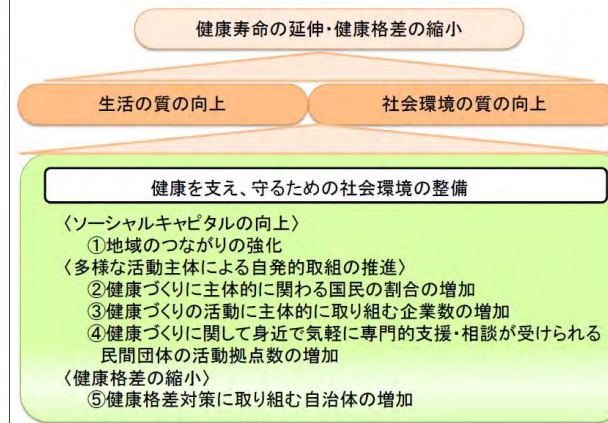 健康寿命の延伸・健康格差の縮小
生活の質の向上
社会環境の質の向上
健康を支え、守るための社会環境の整備
〈ソーシャルキャピタルの向上〉
①地域のつながりの強化
〈多様な活動主体による自発的取組の推進〉
②健康づくりに主体的に関わる国民の割合の増加
③健康づくりの活動に主体的に取り組む企業数の増加
④健康づくりに関して身近で気軽に専門的支援・相談が受けられる
民間団体の活動拠点数の増加
〈健康格差の縮小〉
⑤健康格差対策に取り組む自治体の増加